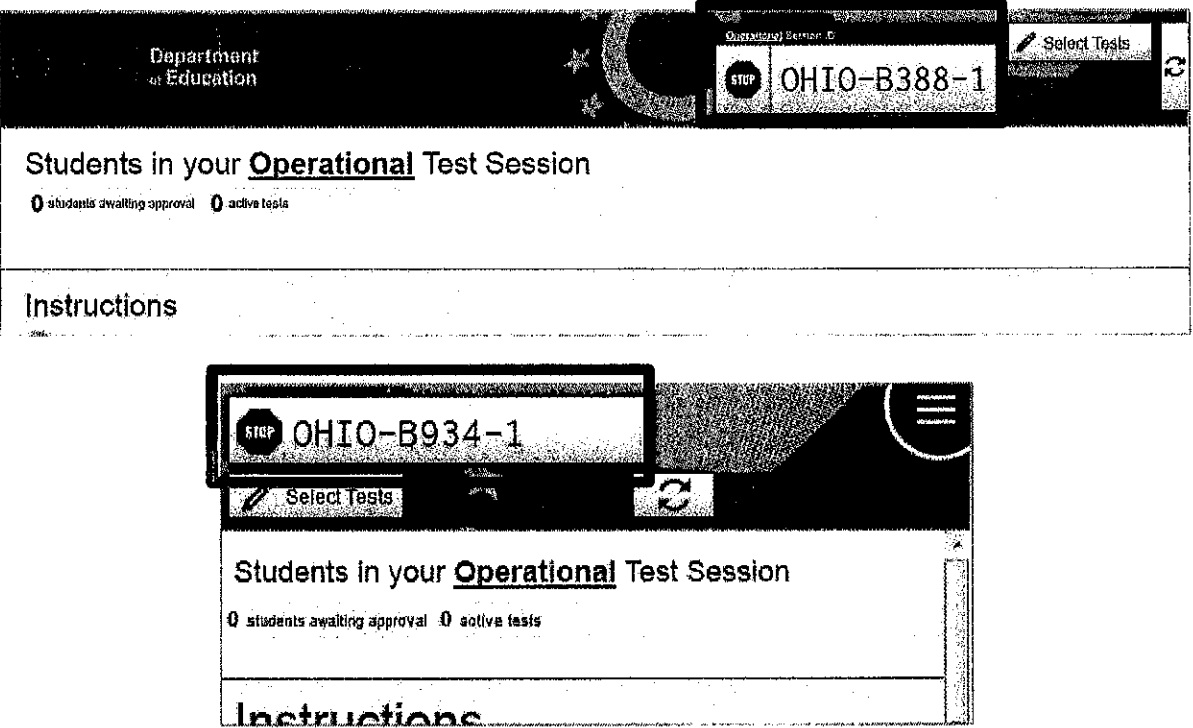 Department
of Education
Operational Session ID
STOP
OHIO-B388-1
Select Tests
Students in your Operational Test Session
0 students awaiting approval 0 active tests
Instructions
STOP
OHIO-B934-1
Select Tests
Students in your Operational Test Session
0 students awaiting approval 0 active tests
Instructions